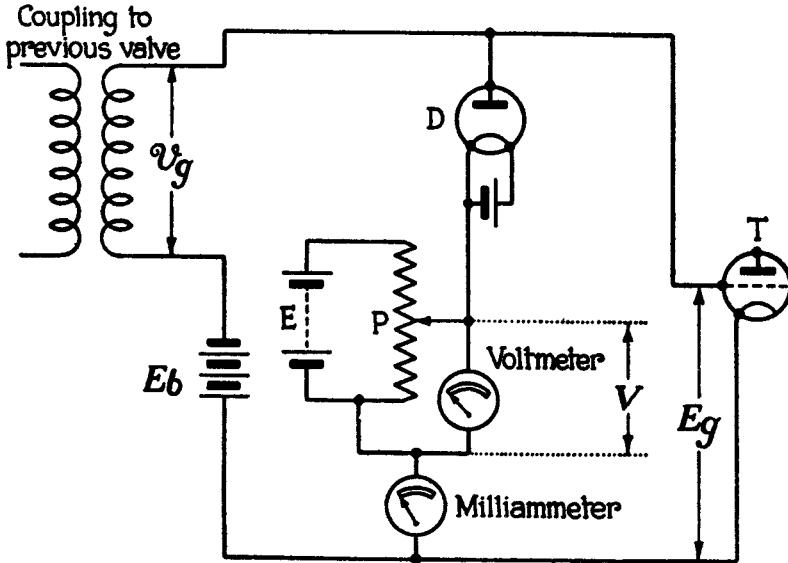 Coupling to
previous valve
D
vg
T
E
P
Voltmeter
Eb
V
Eg
Milliammeter